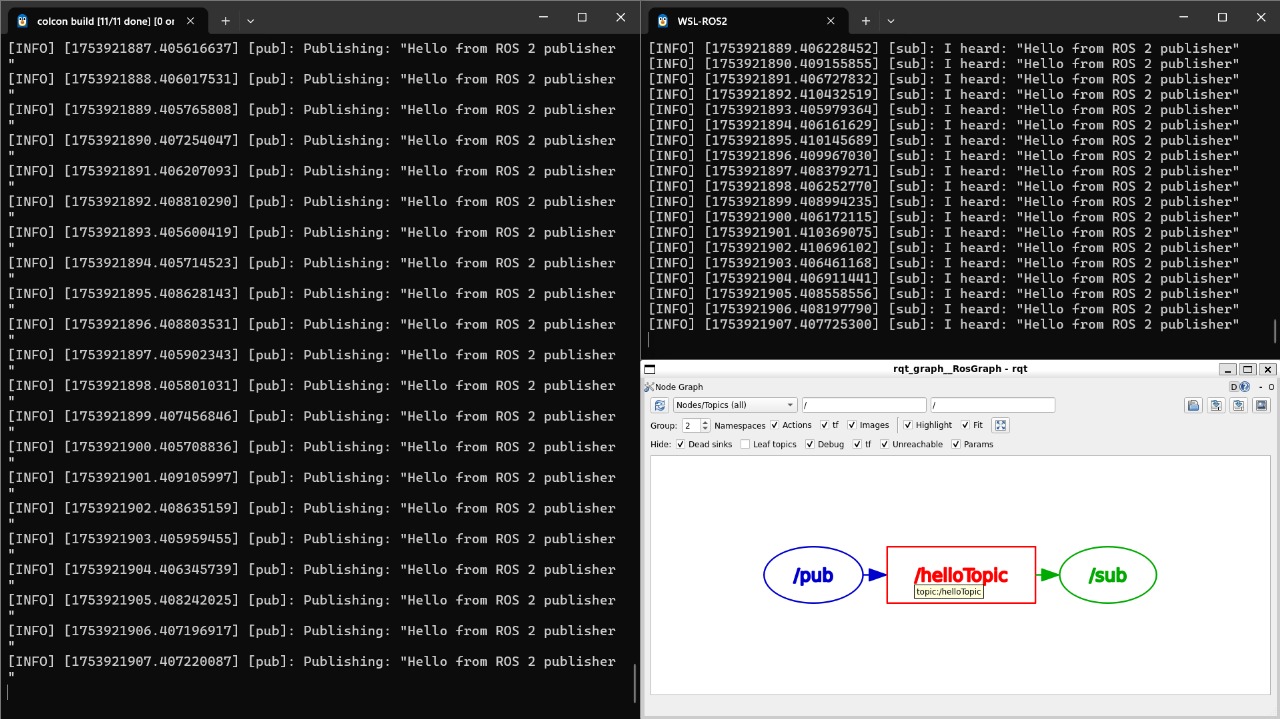 colcon build [11/11 done] [0 or
[INFO] [1753921887.405616637] [pub]: Publishing: "Hello from ROS 2 publisher
"
[INFO] [1753921888.406017531] [pub]: Publishing: "Hello from ROS 2 publisher
"
[INFO] [1753921889.405765808] [pub]: Publishing: "Hello from ROS 2 publisher
"
[INFO] [1753921890.407254047] [pub]: Publishing: "Hello from ROS 2 publisher
"
[INFO] [1753921891.406207093] [pub]: Publishing: "Hello from ROS 2 publisher
"
[INFO] [1753921892.408810290] [pub]: Publishing: "Hello from ROS 2 publisher
"
[INFO] [1753921893.405600419] [pub]: Publishing: "Hello from ROS 2 publisher
"
[INFO] [1753921894.405714523] [pub]: Publishing: "Hello from ROS 2 publisher
"
[INFO] [1753921895.408628143] [pub]: Publishing: "Hello from ROS 2 publisher
"
[INFO] [1753921896.408803531] [pub]: Publishing: "Hello from ROS 2 publisher
"
[INFO] [1753921897.405902343] [pub]: Publishing: "Hello from ROS 2 publisher
"
[INFO] [1753921898.405801031] [pub]: Publishing: "Hello from ROS 2 publisher
"
[INFO] [1753921899.407456846] [pub]: Publishing: "Hello from ROS 2 publisher
"
[INFO] [1753921900.405708836] [pub]: Publishing: "Hello from ROS 2 publisher
"
[INFO] [1753921901.409105997] [pub]: Publishing: "Hello from ROS 2 publisher
"
[INFO] [1753921902.408635159] [pub]: Publishing: "Hello from ROS 2 publisher
"
[INFO] [1753921903.405959455] [pub]: Publishing: "Hello from ROS 2 publisher
"
[INFO] [1753921904.406345739] [pub]: Publishing: "Hello from ROS 2 publisher
"
[INFO] [1753921905.408242025] [pub]: Publishing: "Hello from ROS 2 publisher
"
[INFO] [1753921906.407196917] [pub]: Publishing: "Hello from ROS 2 publisher
"
[INFO] [1753921907.407220087] [pub]: Publishing: "Hello from ROS 2 publisher
"
WSL-ROS2
[INFO] [1753921889.406228452] [sub]: I heard: "Hello from ROS 2 publisher"
[INFO] [1753921890.409155855] [sub]: I heard: "Hello from ROS 2 publisher"
[INFO] [1753921891.406727832] [sub]: I heard: "Hello from ROS 2 publisher"
[INFO] [1753921892.410432519] [sub]: I heard: "Hello from ROS 2 publisher"
[INFO] [1753921893.405979364] [sub]: I heard: "Hello from ROS 2 publisher"
[INFO] [1753921894.406161629] [sub]: I heard: "Hello from ROS 2 publisher"
[INFO] [1753921895.410145689] [sub]: I heard: "Hello from ROS 2 publisher"
[INFO] [1753921896.409967030] [sub]: I heard: "Hello from ROS 2 publisher"
[INFO] [1753921897.408379271] [sub]: I heard: "Hello from ROS 2 publisher"
[INFO] [1753921898.406252770] [sub]: I heard: "Hello from ROS 2 publisher"
[INFO] [1753921899.408994235] [sub]: I heard: "Hello from ROS 2 publisher"
[INFO] [1753921900.406172115] [sub]: I heard: "Hello from ROS 2 publisher"
[INFO] [1753921901.410369075] [sub]: I heard: "Hello from ROS 2 publisher"
[INFO] [1753921902.410696102] [sub]: I heard: "Hello from ROS 2 publisher"
[INFO] [1753921903.406461168] [sub]: I heard: "Hello from ROS 2 publisher"
[INFO] [1753921904.406911441] [sub]: I heard: "Hello from ROS 2 publisher"
[INFO] [1753921905.408558556] [sub]: I heard: "Hello from ROS 2 publisher"
[INFO] [1753921906.408197790] [sub]: I heard: "Hello from ROS 2 publisher"
[INFO] [1753921907.407725300] [sub]: I heard: "Hello from ROS 2 publisher"
rqt_graph__RosGraph - rqt
Node Graph D - O
Nodes/Topics (all) / /
Group: 2 Namespaces Actions tf Images Highlight Fit
Hide: Dead sinks Leaf topics Debug tf Unreachable Params
/pub /helloTopic /sub
topic:/helloTopic